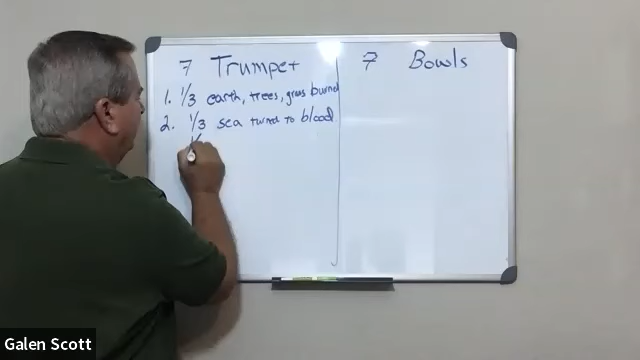 7 Trumpet
1. 1/3 earth, trees, grass burned
2. 1/3 sea turned to blood
7 Bowls
Galen Scott